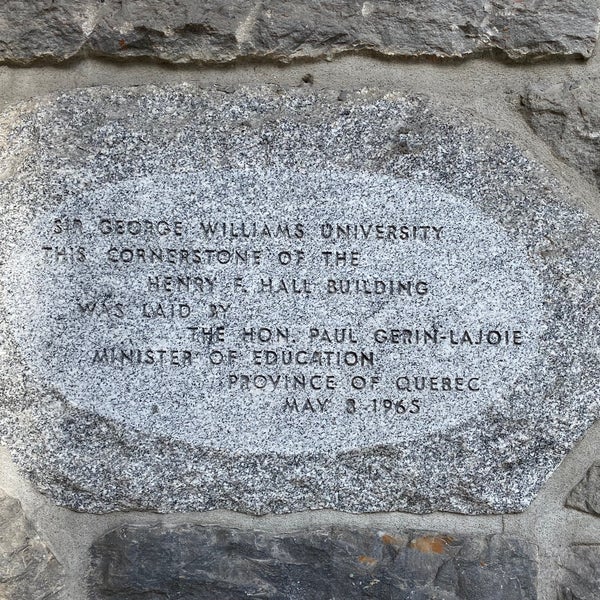 SIR GEORGE WILLIAMS UNIVERSITY
THIS CORNERSTONE OF THE
HENRY F. HALL BUILDING
WAS LAID BY
THE HON. PAUL GERIN-LAJOIE
MINISTER OF EDUCATION
PROVINCE OF QUEBEC
MAY 3 1965